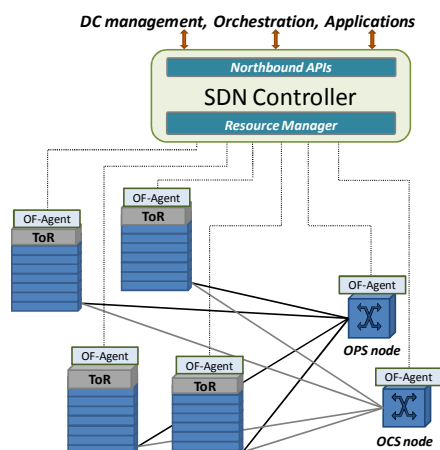 DC management, Orchestration, Applications
Northbound APIs
SDN Controller
Resource Manager
OF-Agent
ToR
OF-Agent
ToR
OF-Agent
OPS node
OF-Agent
ToR
OF-Agent
ToR
OF-Agent
OCS node